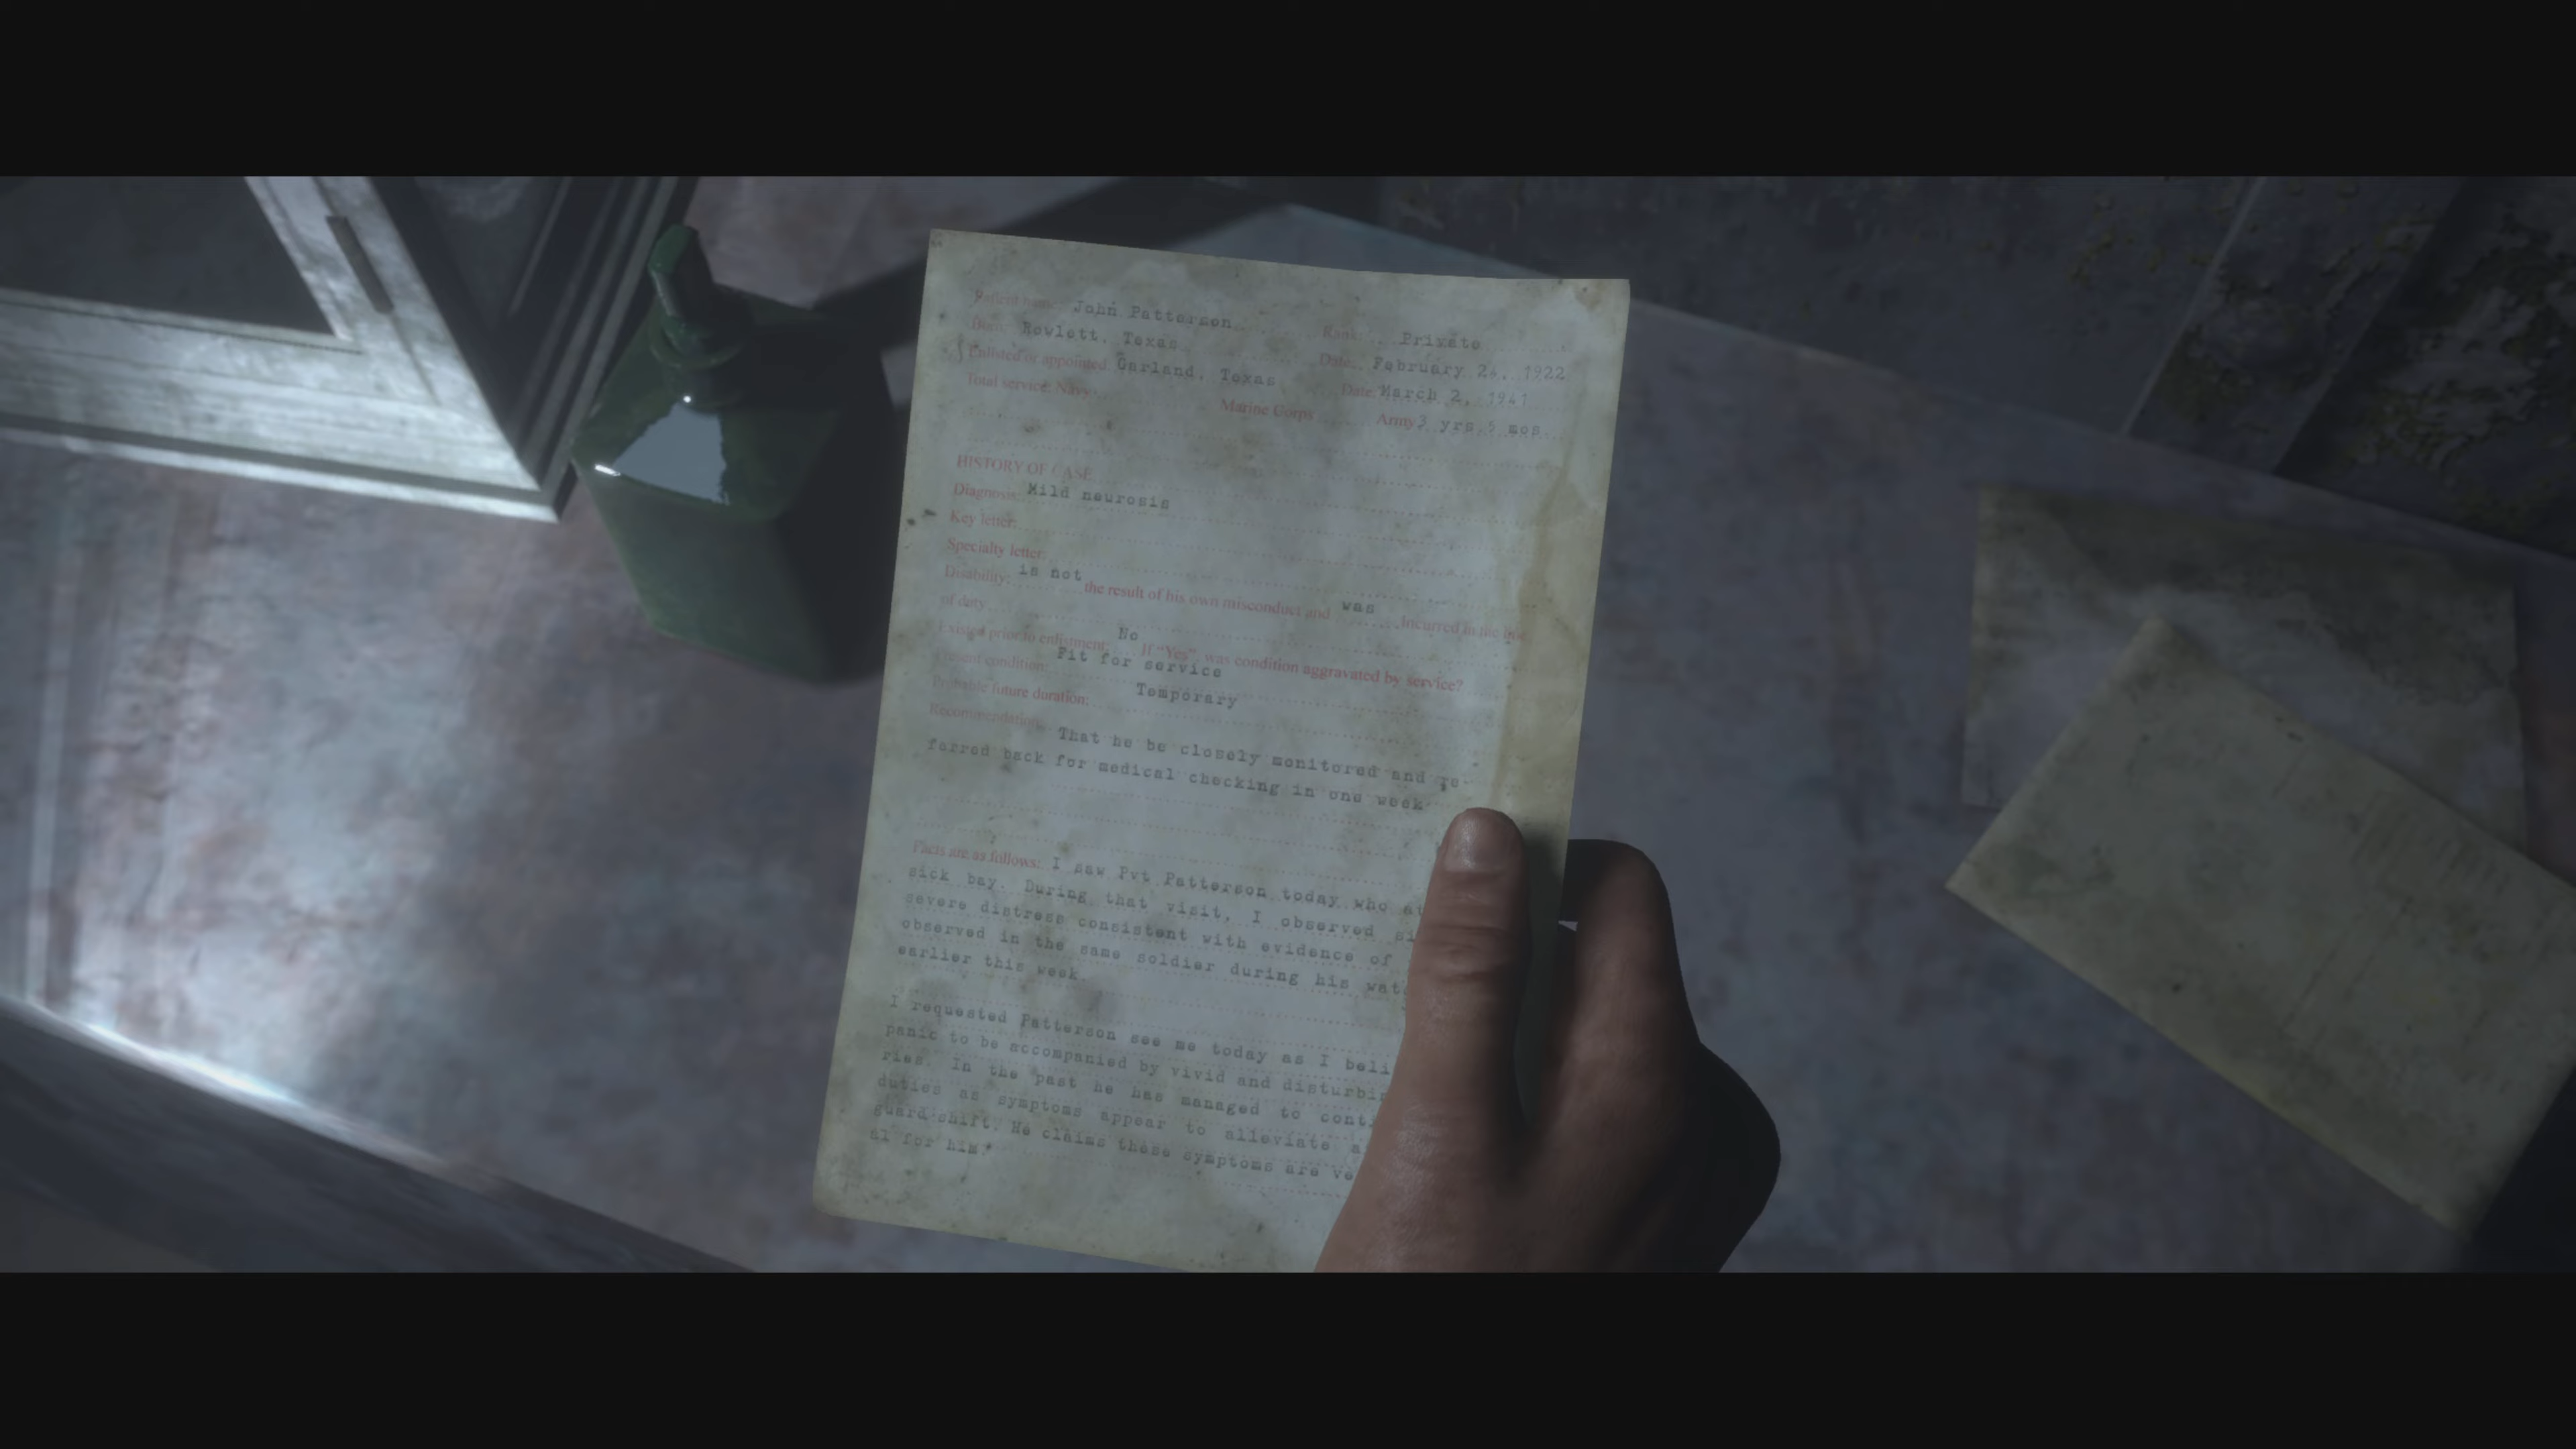 Patient name: John Patterson Rank: Private
Born: Rowlett, Texas Date: February 24, 1922
Enlisted or appointed: Garland, Texas Date: March 2, 1941
Total service: Navy Marine Corps Army 3 yrs 6 mos
HISTORY OF CASE
Diagnosis: Mild neurosis
Key letter:
Specialty letter:
Disability: is not the result of his own misconduct and was incurred in the line
of duty
Existed prior to enlistment: No If "Yes", was condition aggravated by service?
Present condition: Fit for service
Probable future duration: Temporary
Recommendation: That he be closely monitored and re-
ferred back for medical checking in one week
Facts are as follows: I saw Pvt Patterson today who at
sick bay. During that visit, I observed si
severe distress consistent with evidence of
observed in the same soldier during his wat
earlier this week.
I requested Patterson see me today as I beli
panic to be accompanied by vivid and disturbi
ries. In the past he has managed to cont
duties as symptoms appear to alleviate a
guard shift. He claims these symptoms are ve
al for him.